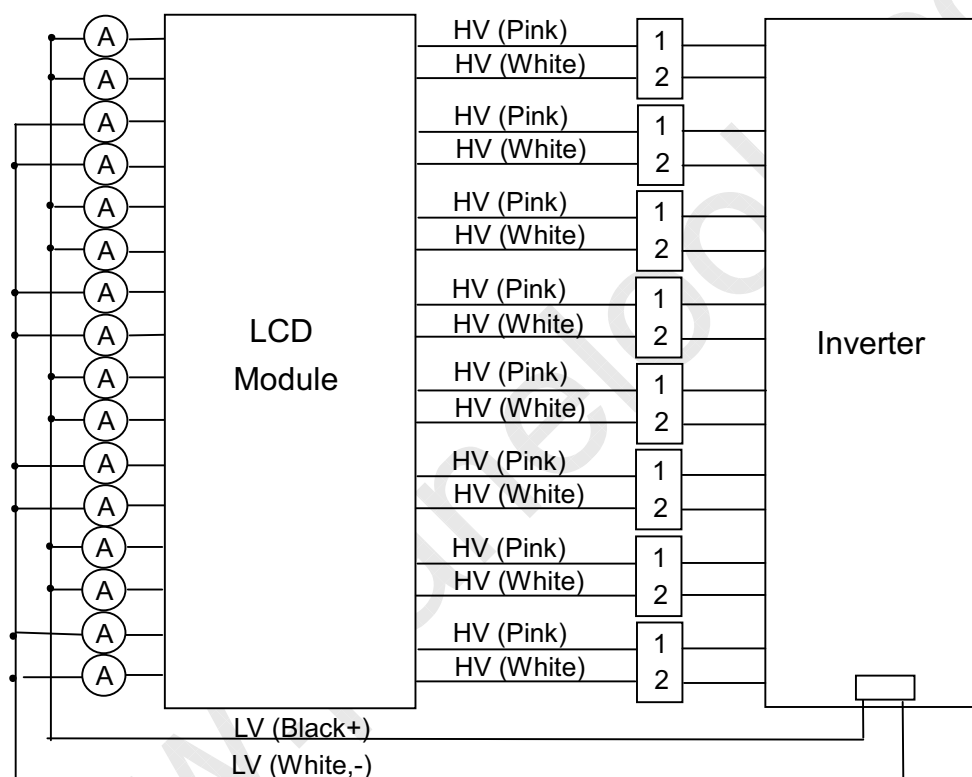 A HV (Pink) 1
A HV (White) 2
A HV (Pink) 1
A HV (White) 2
A HV (Pink) 1
A HV (White) 2
A HV (Pink) 1
A LCD HV (White) 2 Inverter
Module HV (Pink) 1
A HV (White) 2
A
A HV (Pink) 1
A HV (White) 2
A HV (Pink) 1
A HV (White) 2
A HV (Pink) 1
A HV (White) 2
LV (Black+)
LV (White,-)